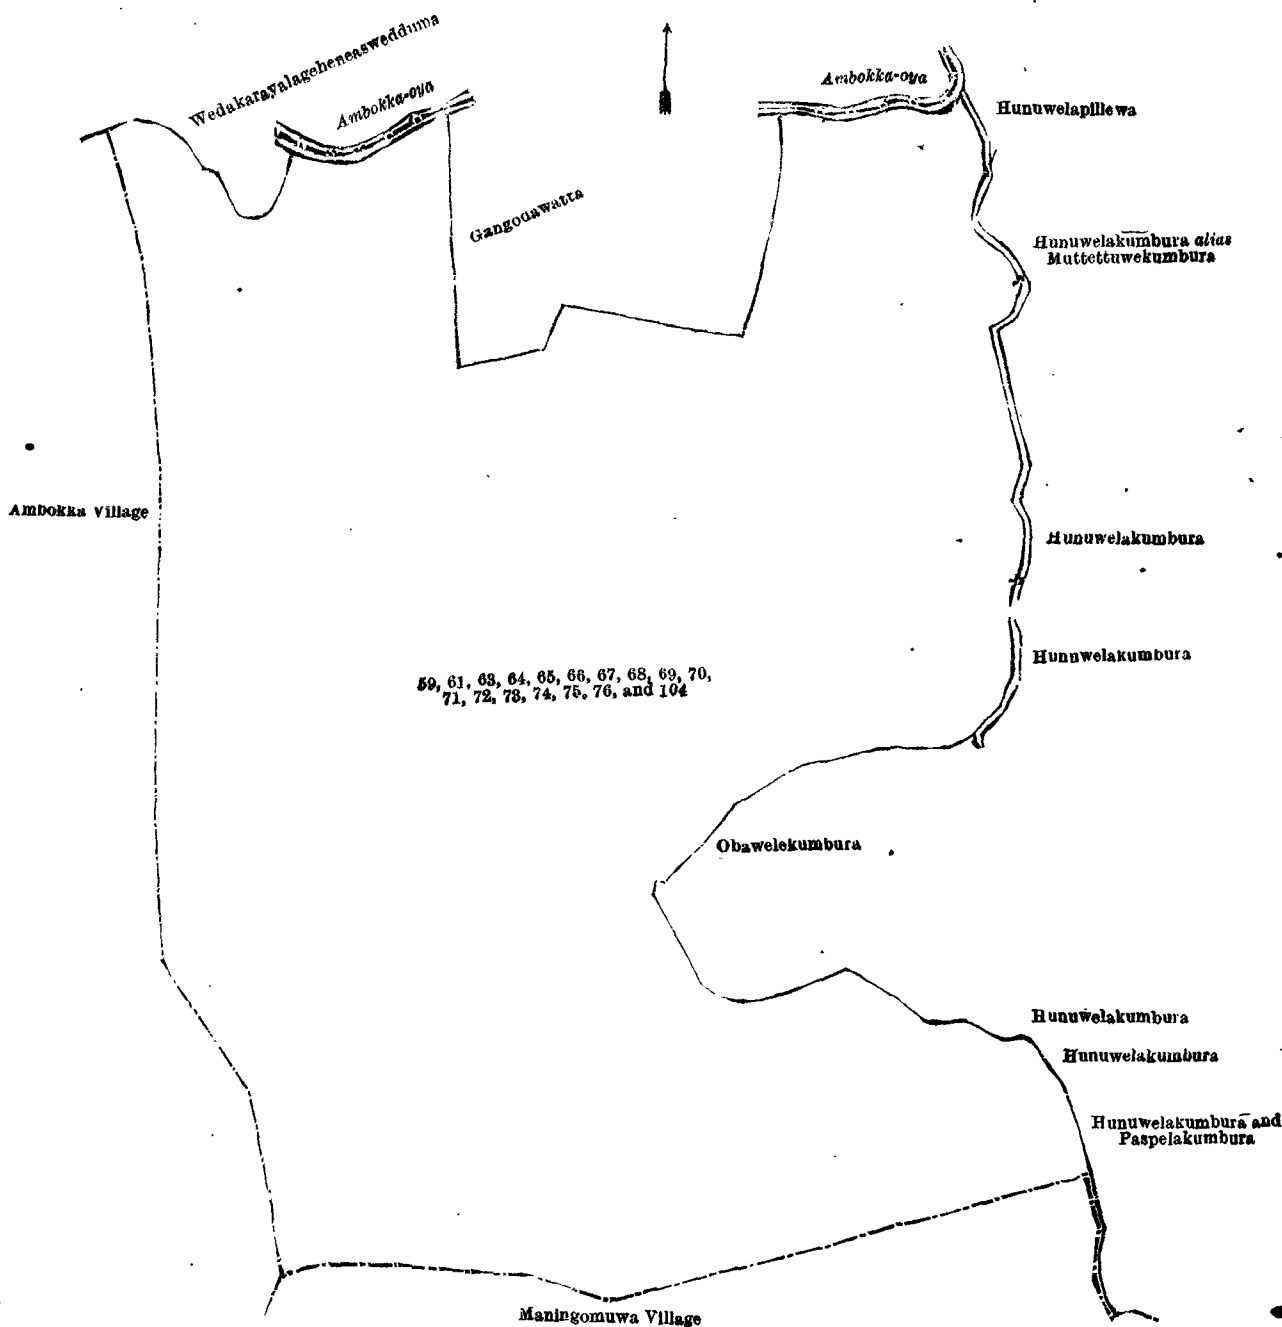 Wedakarayalageheneaswedduma
Ambokka-oya
Ambokka-oya
Hunuwelapillewa
Gangodawatta
Hunuwelakumbura alias
Muttettuwekumbura
Ambokka Village
Hunuwelakumbura
Hunuwelakumbura
59, 61, 63, 64, 65, 66, 67, 68, 69, 70,
71, 72, 73, 74, 75, 76, and 104
Obawelekumbura
Hunuwelakumbura
Hunuwelakumbura
Hunuwelakumbura and
Paspelakumbura
Maningomuwa Village